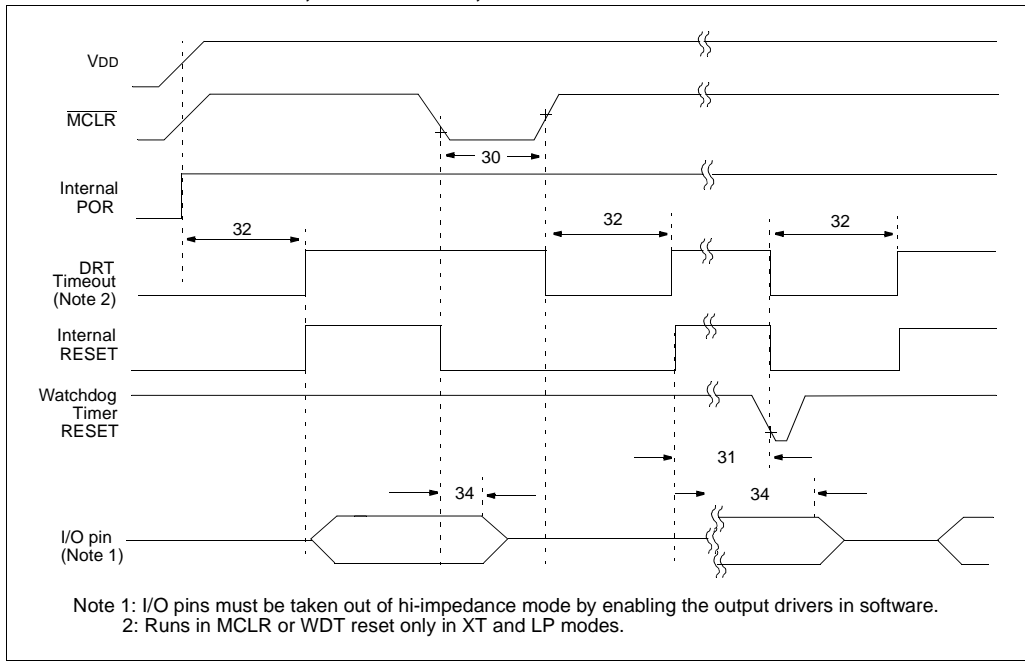 VDD
MCLR
30
Internal
POR
32
32
32
DRT
Timeout
(Note 2)
Internal
RESET
Watchdog
Timer
RESET
31
34
34
I/O pin
(Note 1)
Note 1: I/O pins must be taken out of hi-impedance mode by enabling the output drivers in software.
2: Runs in MCLR or WDT reset only in XT and LP modes.